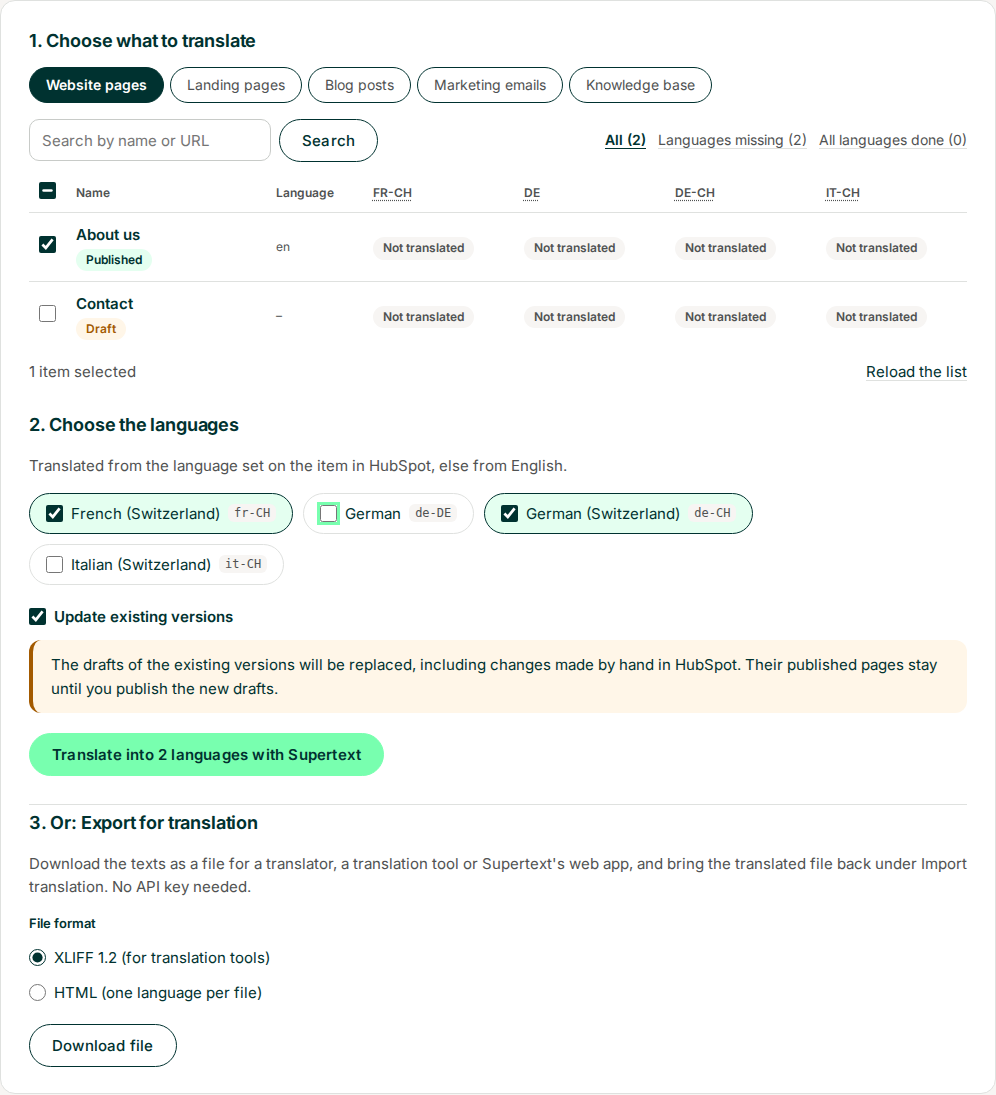 1. Choose what to translate
Website pages Landing pages Blog posts Marketing emails Knowledge base
Search by name or URL Search All (2) Languages missing (2) All languages done (0)
Name Language FR-CH DE DE-CH IT-CH
About us
Published
en Not translated Not translated Not translated Not translated
Contact
Draft
– Not translated Not translated Not translated Not translated
1 item selected Reload the list
2. Choose the languages
Translated from the language set on the item in HubSpot, else from English.
French (Switzerland) fr-CH German de-DE German (Switzerland) de-CH
Italian (Switzerland) it-CH
Update existing versions
The drafts of the existing versions will be replaced, including changes made by hand in HubSpot. Their published pages stay
until you publish the new drafts.
Translate into 2 languages with Supertext
3. Or: Export for translation
Download the texts as a file for a translator, a translation tool or Supertext's web app, and bring the translated file back under Import
translation. No API key needed.
File format
XLIFF 1.2 (for translation tools)
HTML (one language per file)
Download file